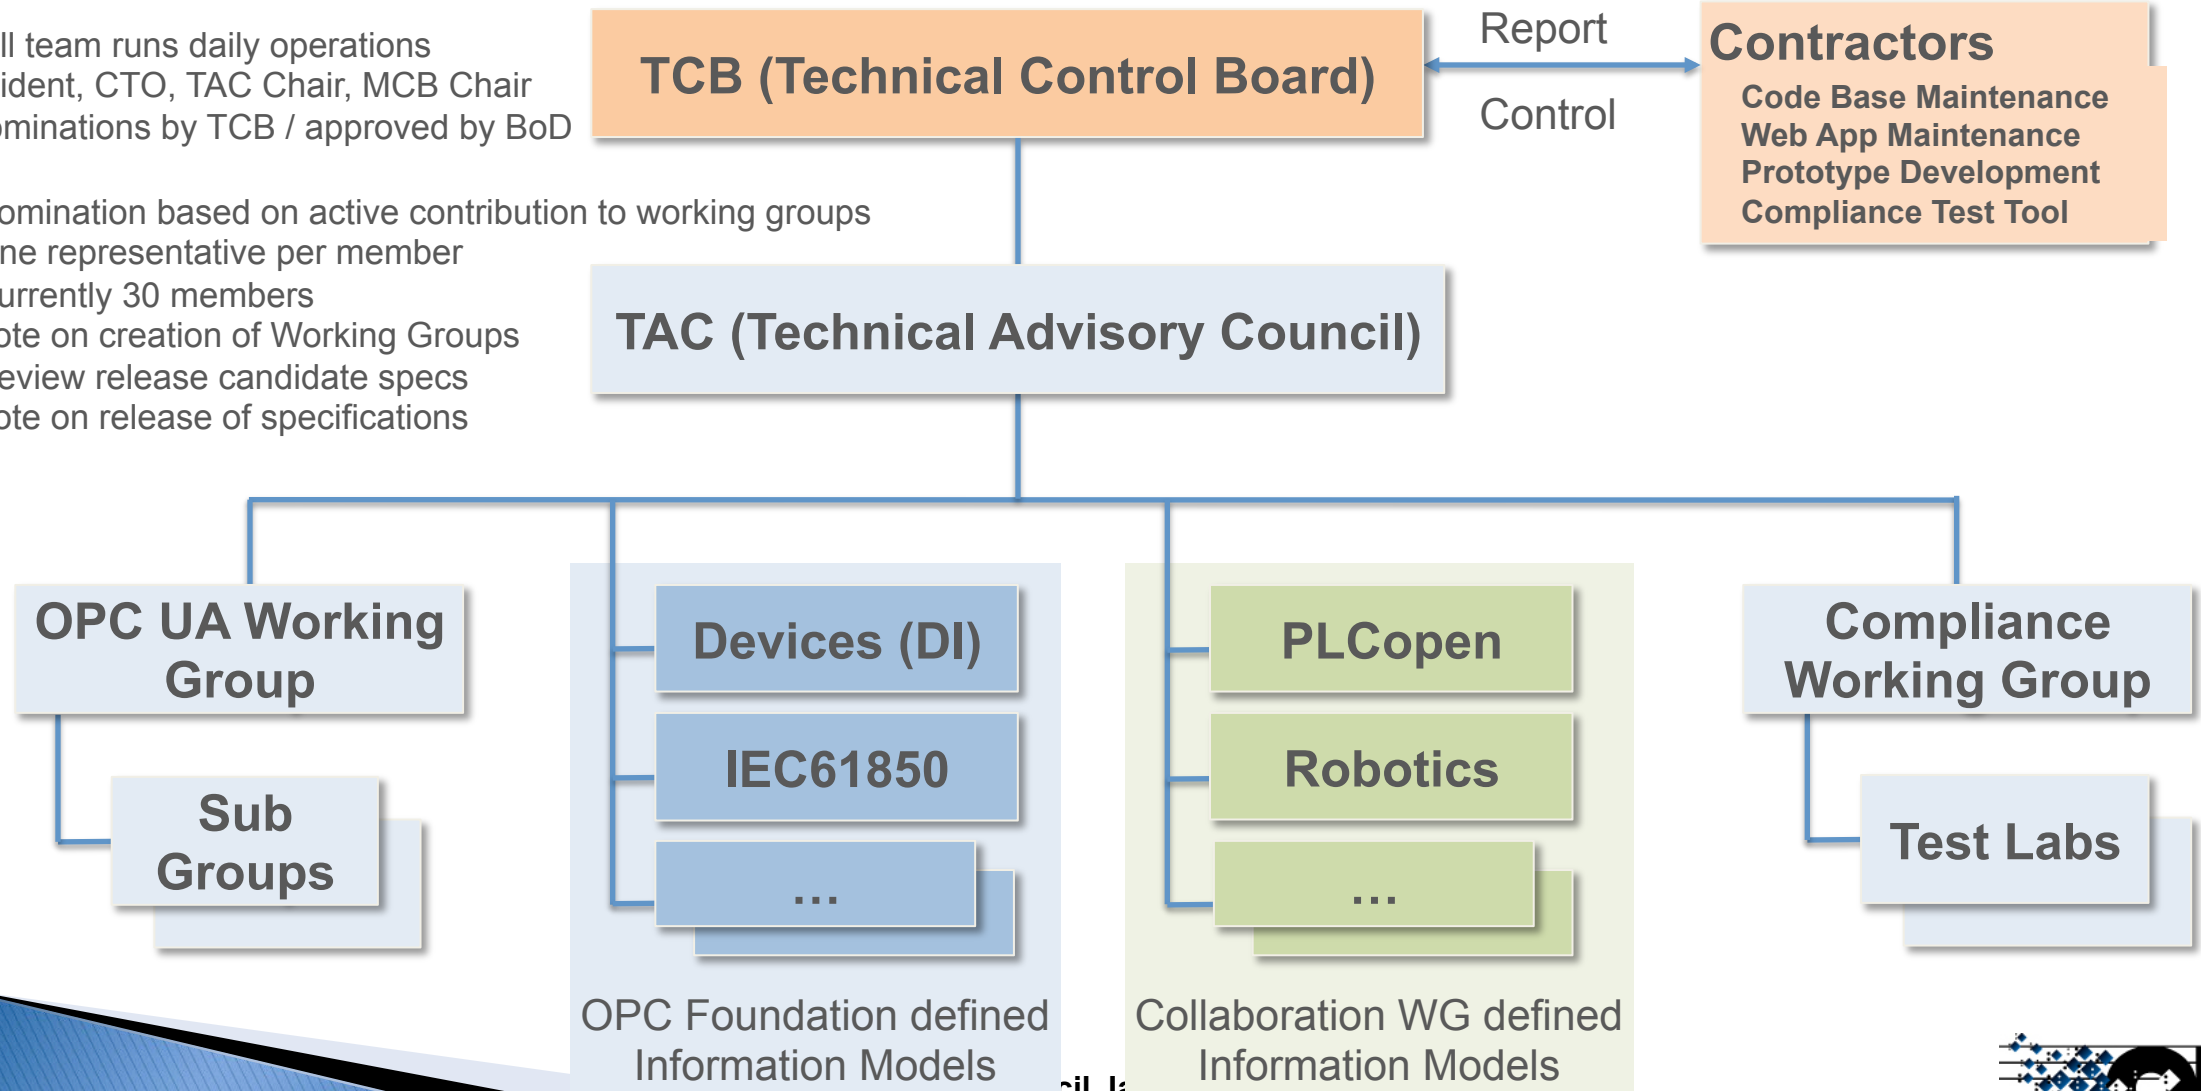 ll team runs daily operations
ident, CTO, TAC Chair, MCB Chair
ominations by TCB / approved by BoD
omination based on active contribution to working groups
ne representative per member
urrently 30 members
ote on creation of Working Groups
eview release candidate specs
ote on release of specifications
TCB (Technical Control Board)
Report
Control
Contractors
Code Base Maintenance
Web App Maintenance
Prototype Development
Compliance Test Tool
TAC (Technical Advisory Council)
OPC UA Working
Group
Sub
Groups
Devices (DI)
IEC61850
...
OPC Foundation defined
Information Models
PLCopen
Robotics
...
Collaboration WG defined
Information Models
Compliance
Working Group
Test Labs